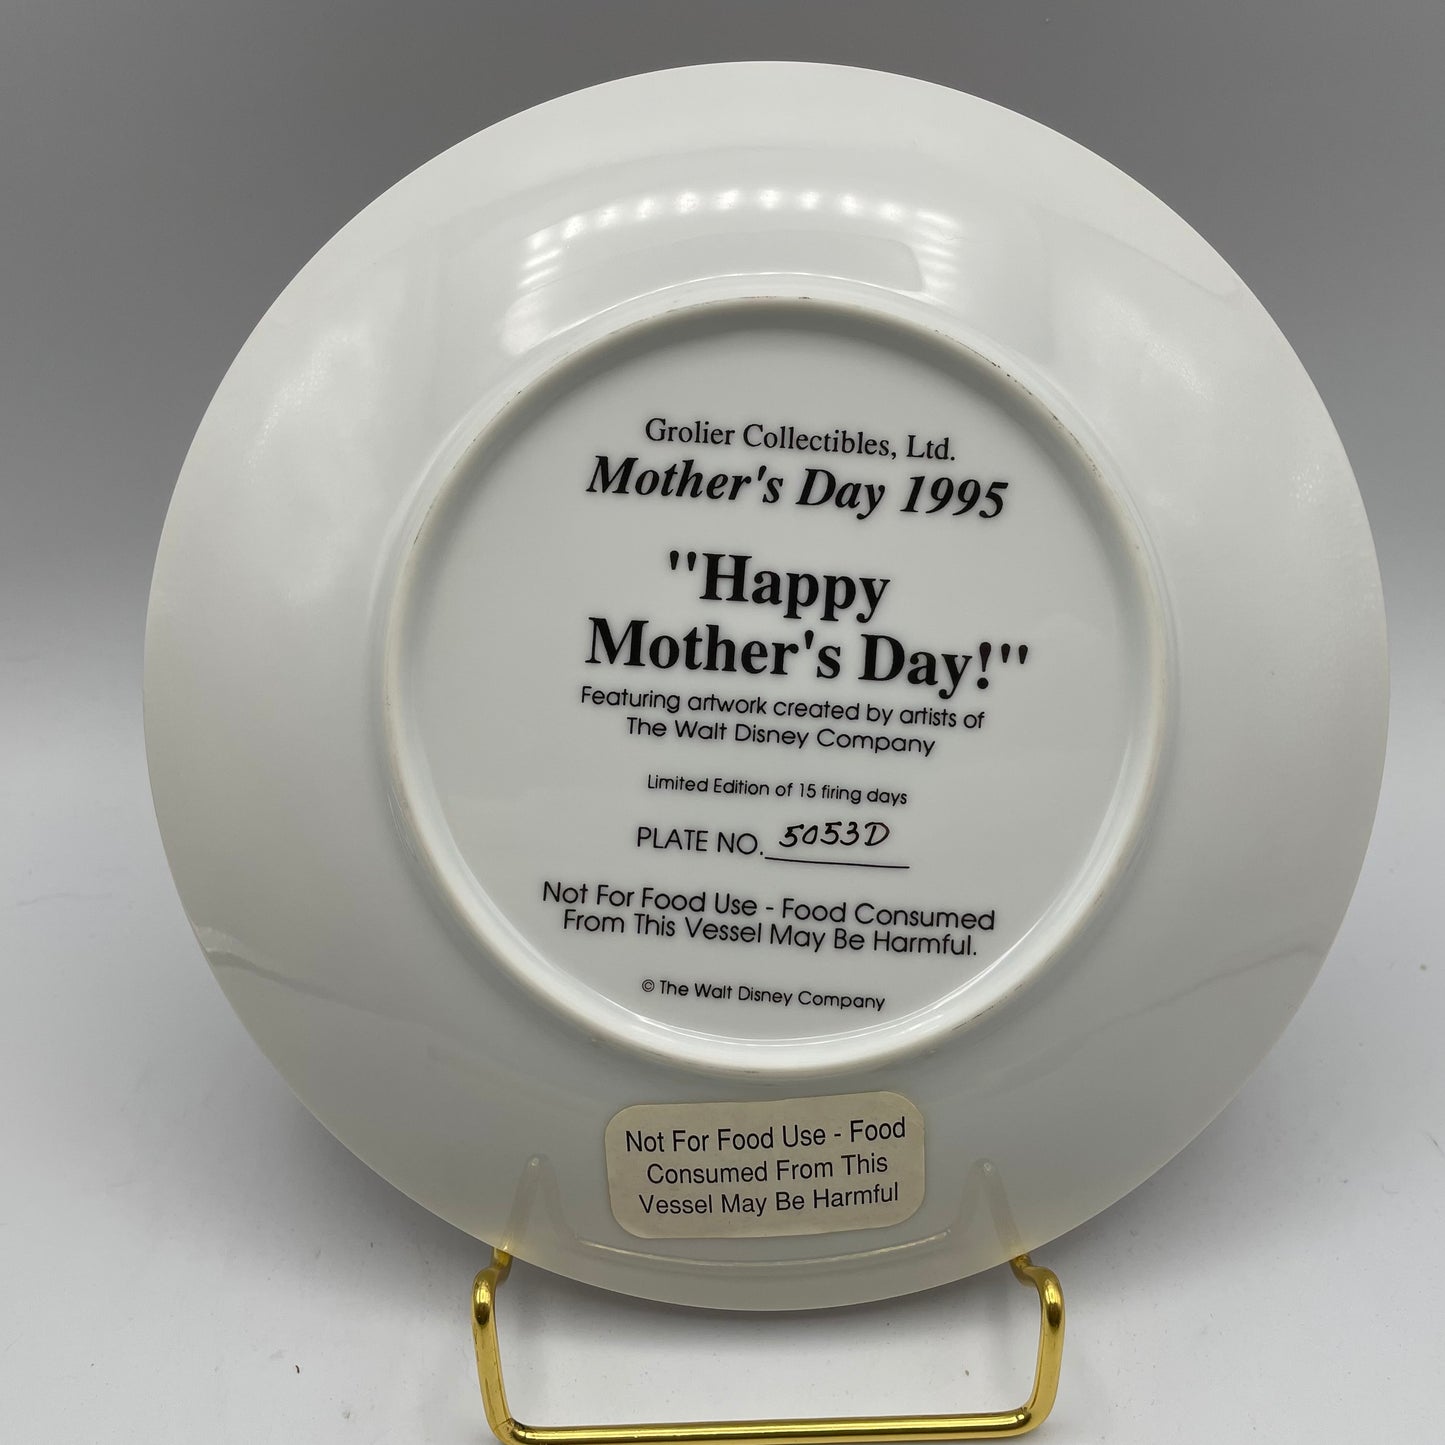 Grolier Collectibles, Ltd.
Mother's Day 1995
"Happy
Mother's Day!"
Featuring artwork created by artists of
The Walt Disney Company
Limited Edition of 15 firing days
PLATE NO. 5053D
Not For Food Use - Food Consumed
From This Vessel May Be Harmful.
© The Walt Disney Company
Not For Food Use - Food
Consumed From This
Vessel May Be Harmful